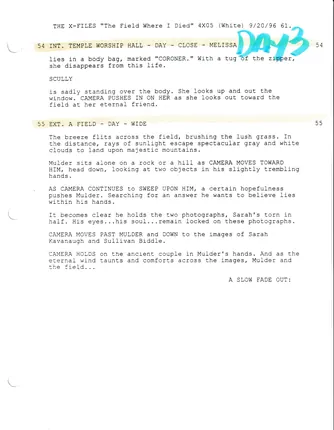 THE X-FILES "The Field Where I Died" 4X05 (White) 9/20/96 61.
DAY 3
54 INT. TEMPLE WORSHIP HALL - DAY - CLOSE - MELISSA 54
lies in a body bag, marked "CORONER." With a tug of the zipper,
she disappears from this life.
SCULLY
is sadly standing over the body. She looks up and out the
window. CAMERA PUSHES IN ON HER as she looks out toward the
field at her eternal friend.
55 EXT. A FIELD - DAY - WIDE 55
The breeze flits across the field, brushing the lush grass. In
the distance, rays of sunlight escape spectacular gray and white
clouds to land upon majestic mountains.
Mulder sits alone on a rock or a hill as CAMERA MOVES TOWARD
HIM, head down, looking at two objects in his slightly trembling
hands.
AS CAMERA CONTINUES to SWEEP UPON HIM, a certain hopefulness
pushes Mulder. Searching for an answer he wants to believe lies
within his hands.
It becomes clear he holds the two photographs, Sarah's torn in
half. His eyes...his soul...remain locked on these photographs.
CAMERA MOVES PAST MULDER and DOWN to the images of Sarah
Kavanaugh and Sullivan Biddle.
CAMERA HOLDS on the ancient couple in Mulder's hands. And as the
eternal wind taunts and comforts across the images, Mulder and
the field...
A SLOW FADE OUT: